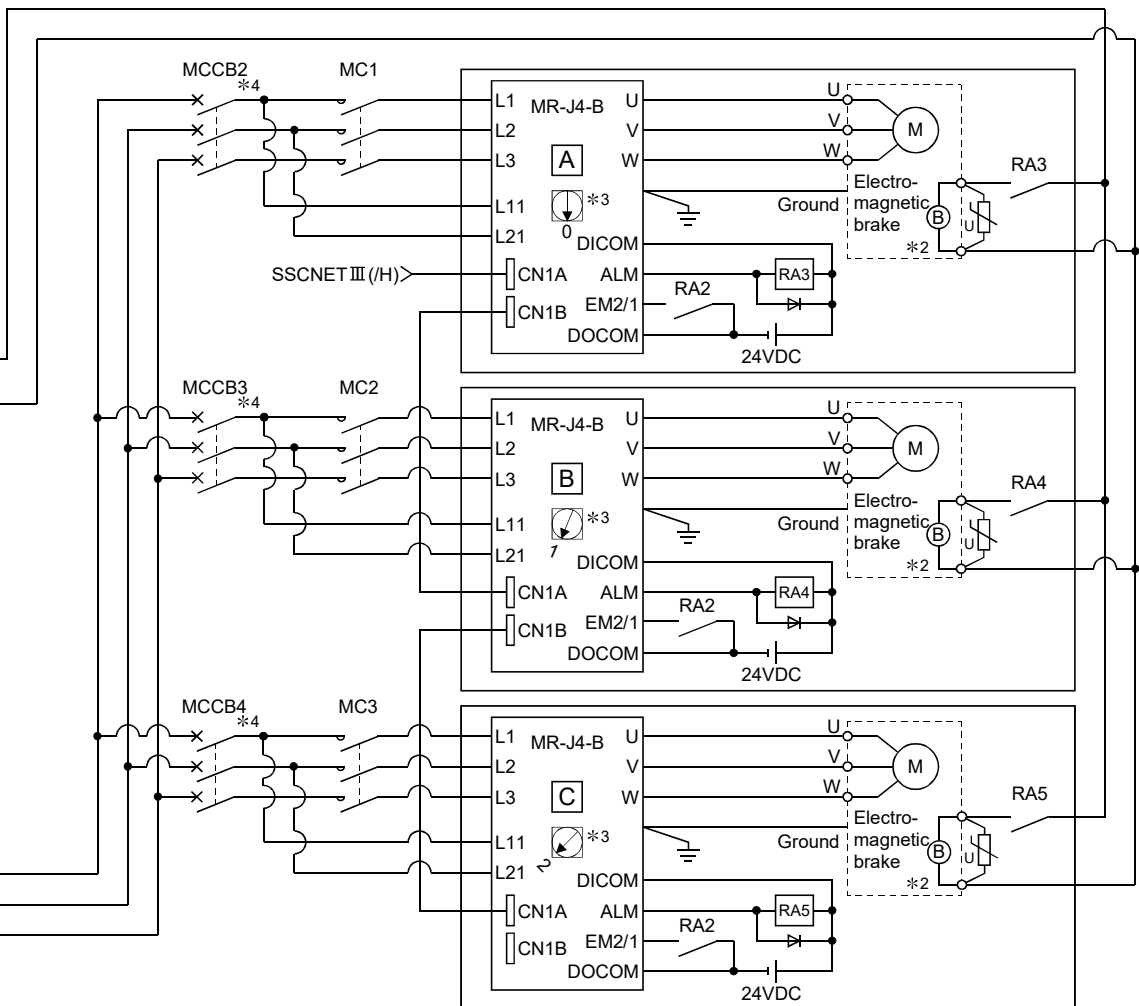 MCCB2
∗4
MC1
L1
MR-J4-B
U
U
L2
V
V
M
L3
A
W
W
RA3
Electro-
magnetic
brake
B
U
L11
∗3
Ground
0
∗2
L21
DICOM
SSCNETⅢ(/H)
CN1A
ALM
RA3
CN1B
EM2/1
RA2
DOCOM
24VDC
MCCB3
∗4
MC2
L1
MR-J4-B
U
U
L2
V
V
M
L3
B
W
W
RA4
Electro-
magnetic
brake
B
U
L11
∗3
Ground
1
∗2
L21
DICOM
CN1A
ALM
RA4
CN1B
EM2/1
RA2
DOCOM
24VDC
MCCB4
∗4
MC3
L1
MR-J4-B
U
U
L2
V
V
M
L3
C
W
W
RA5
Electro-
magnetic
brake
B
U
L11
∗3
Ground
2
∗2
L21
DICOM
CN1A
ALM
RA5
CN1B
EM2/1
RA2
DOCOM
24VDC